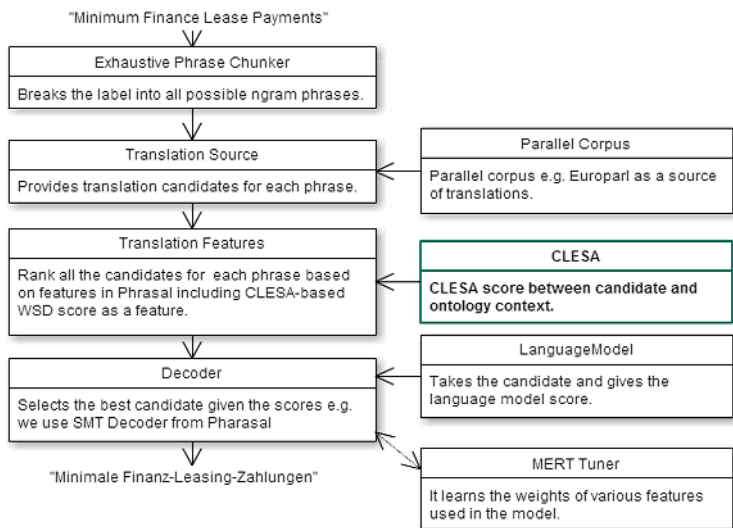 "Minimum Finance Lease Payments"
Exhaustive Phrase Chunker
Breaks the label into all possible ngram phrases.
Translation Source
Provides translation candidates for each phrase.
Parallel Corpus
Parallel corpus e.g. Europarl as a source
of translations.
Translation Features
Rank all the candidates for each phrase based
on features in Phrasal including CLESA-based
WSD score as a feature.
CLESA
CLESA score between candidate and
ontology context.
Decoder
Selects the best candidate given the scores e.g.
we use SMT Decoder from Pharasal
LanguageModel
Takes the candidate and gives the
language model score.
"Minimale Finanz-Leasing-Zahlungen"
MERT Tuner
It learns the weights of various features
used in the model.